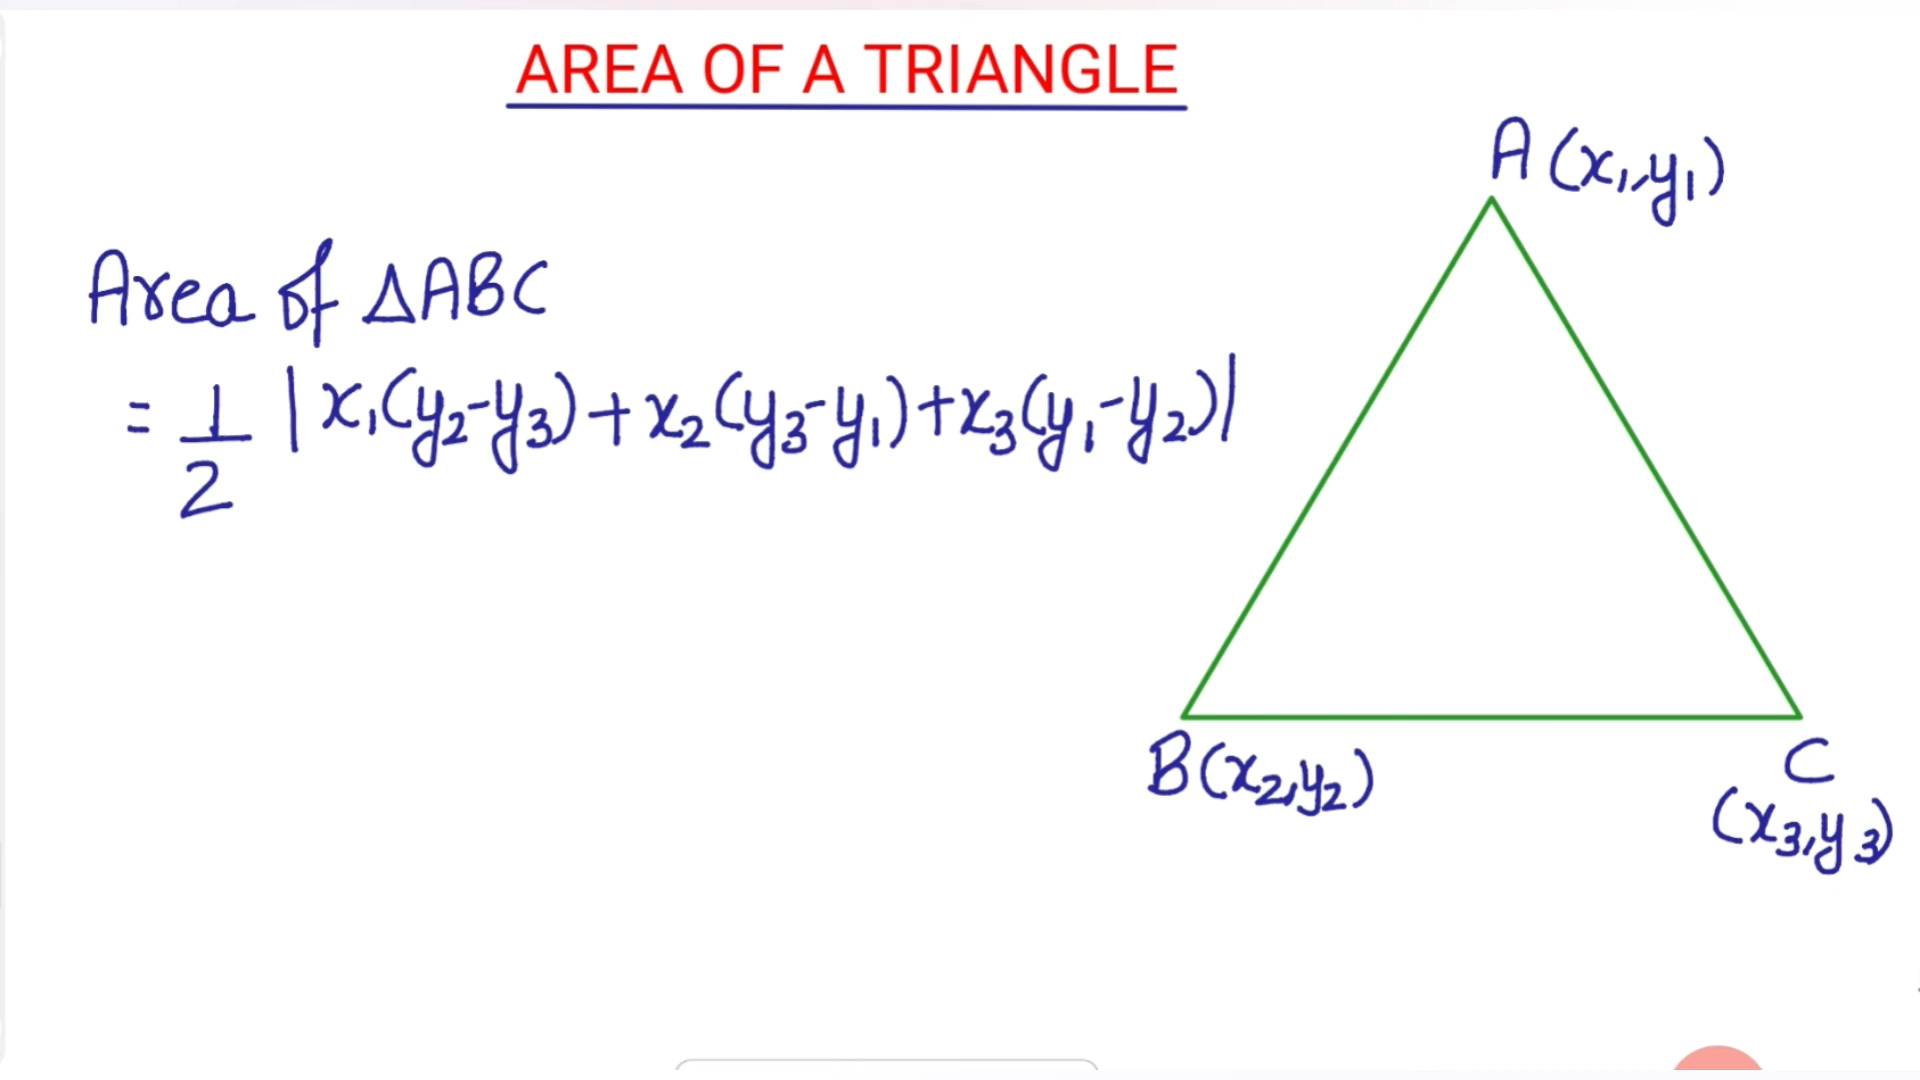 AREA OF A TRIANGLE
A (x₁,y₁)
Area of △ABC
= 1/2 |x₁(y₂-y₃)+x₂(y₃-y₁)+x₃(y₁-y₂)|
B(x₂,y₂)
C
(x₃,y₃)